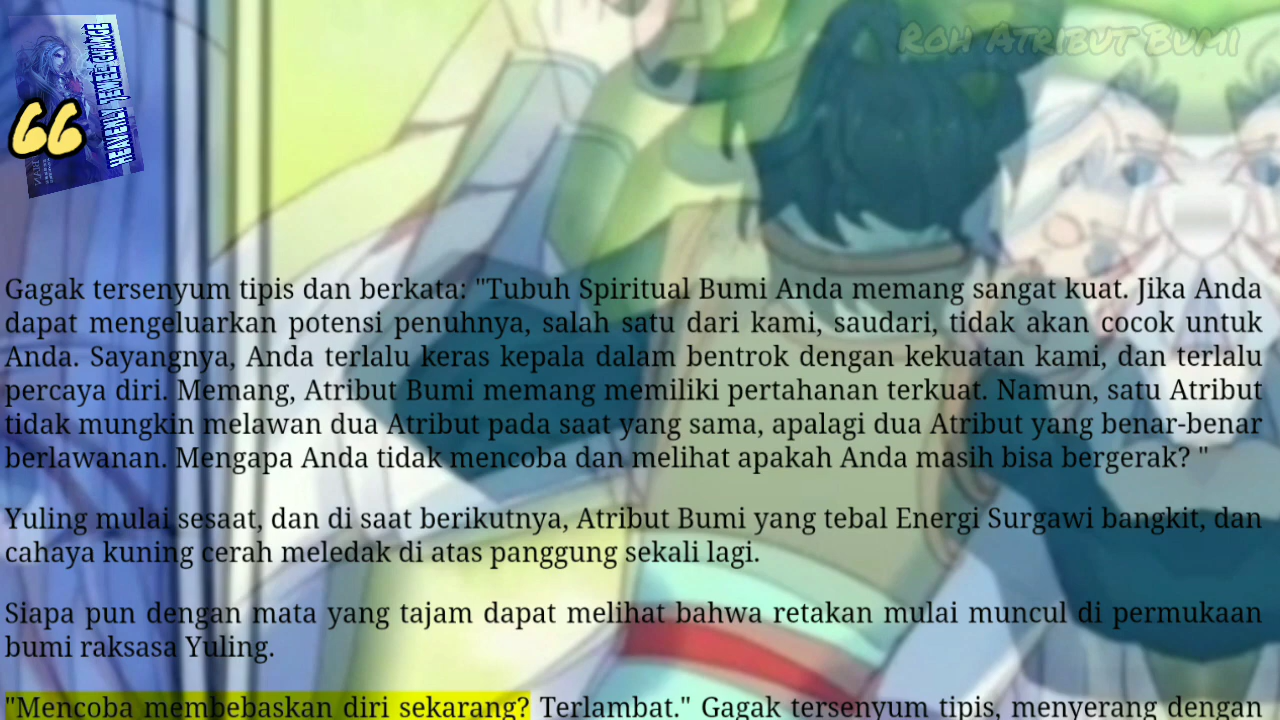 HEAVENLY JEWEL CHANGE
66
Roh Atribut Bumi
Gagak tersenyum tipis dan berkata: "Tubuh Spiritual Bumi Anda memang sangat kuat. Jika Anda
dapat mengeluarkan potensi penuhnya, salah satu dari kami, saudari, tidak akan cocok untuk
Anda. Sayangnya, Anda terlalu keras kepala dalam bentrok dengan kekuatan kami, dan terlalu
percaya diri. Memang, Atribut Bumi memang memiliki pertahanan terkuat. Namun, satu Atribut
tidak mungkin melawan dua Atribut pada saat yang sama, apalagi dua Atribut yang benar-benar
berlawanan. Mengapa Anda tidak mencoba dan melihat apakah Anda masih bisa bergerak? "
Yuling mulai sesaat, dan di saat berikutnya, Atribut Bumi yang tebal Energi Surgawi bangkit, dan
cahaya kuning cerah meledak di atas panggung sekali lagi.
Siapa pun dengan mata yang tajam dapat melihat bahwa retakan mulai muncul di permukaan
bumi raksasa Yuling.
"Mencoba membebaskan diri sekarang? Terlambat." Gagak tersenyum tipis, menyerang dengan